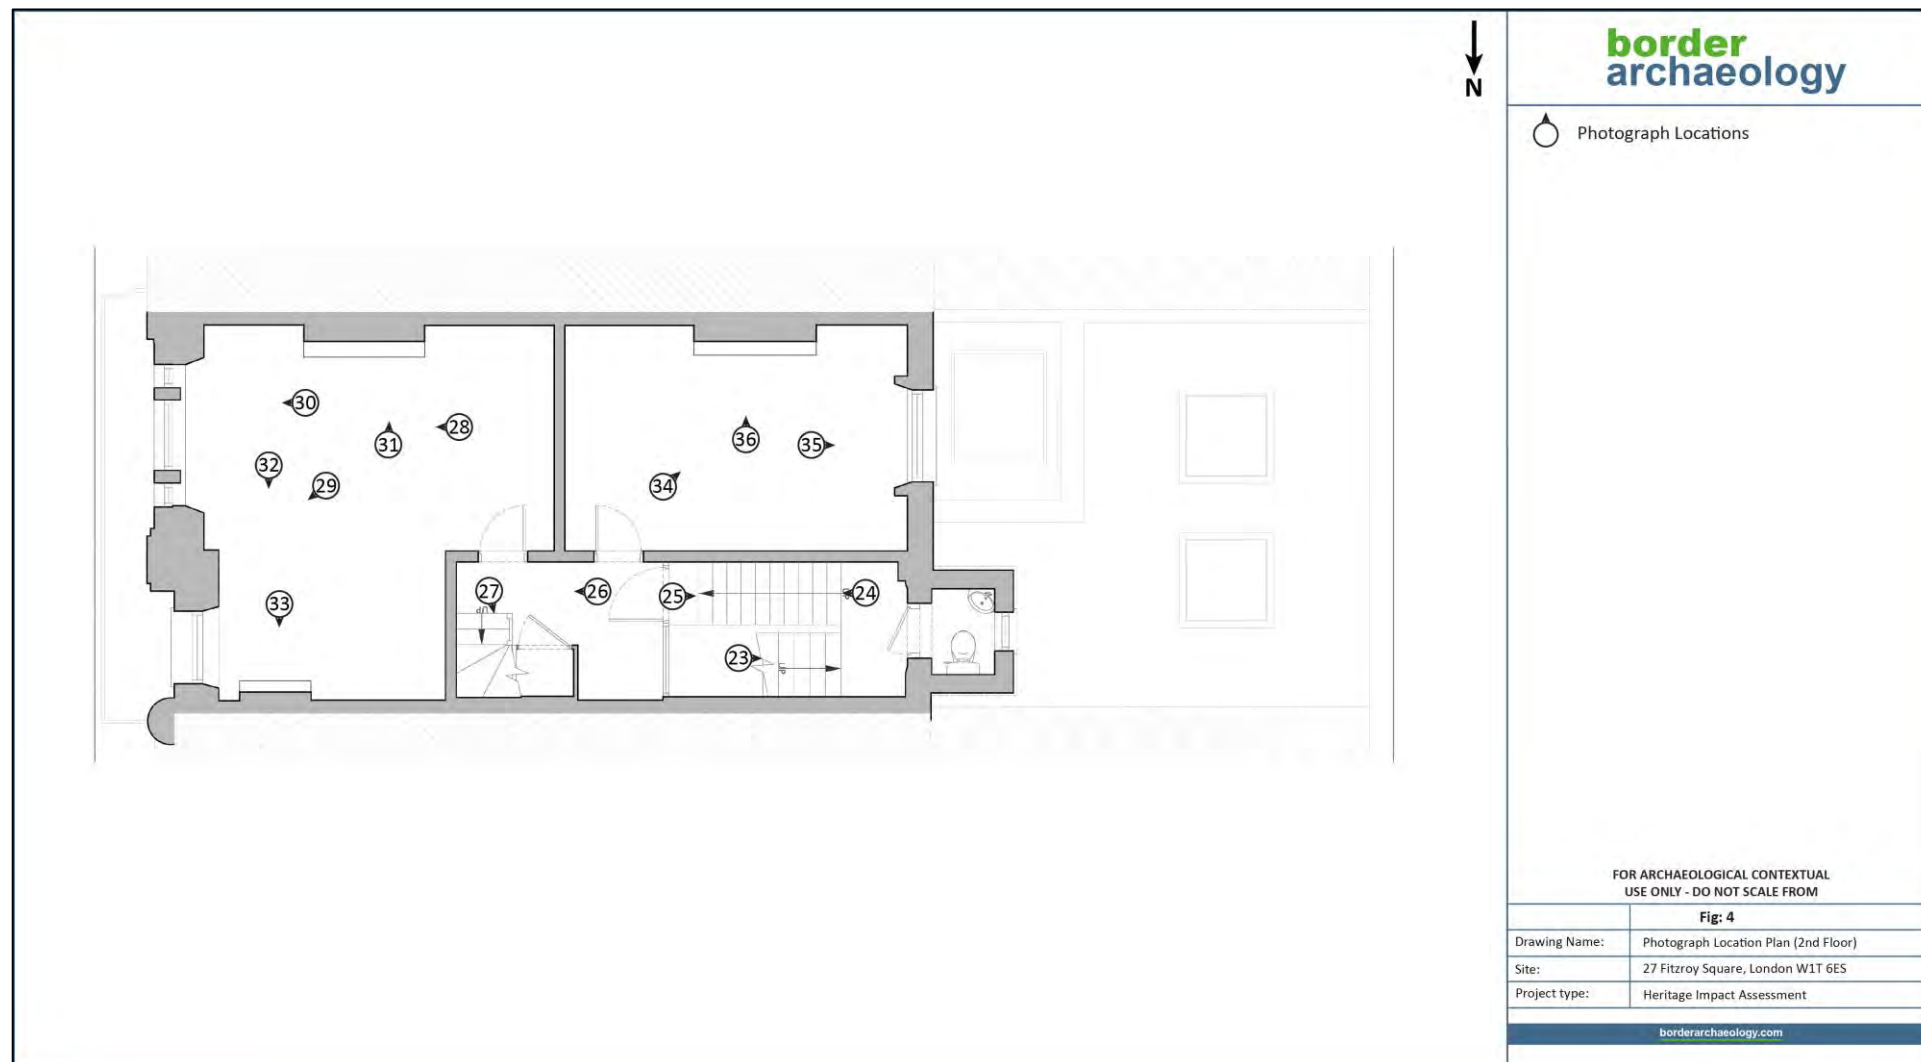 N
border
archaeology
Photograph Locations
30
28
31
36
35
32
29
34
27
26
25
24
33
23
up
FOR ARCHAEOLOGICAL CONTEXTUAL
USE ONLY - DO NOT SCALE FROM
Fig: 4
Drawing Name: Photograph Location Plan (2nd Floor)
Site: 27 Fitzroy Square, London W1T 6ES
Project type: Heritage Impact Assessment
borderarchaeology.com